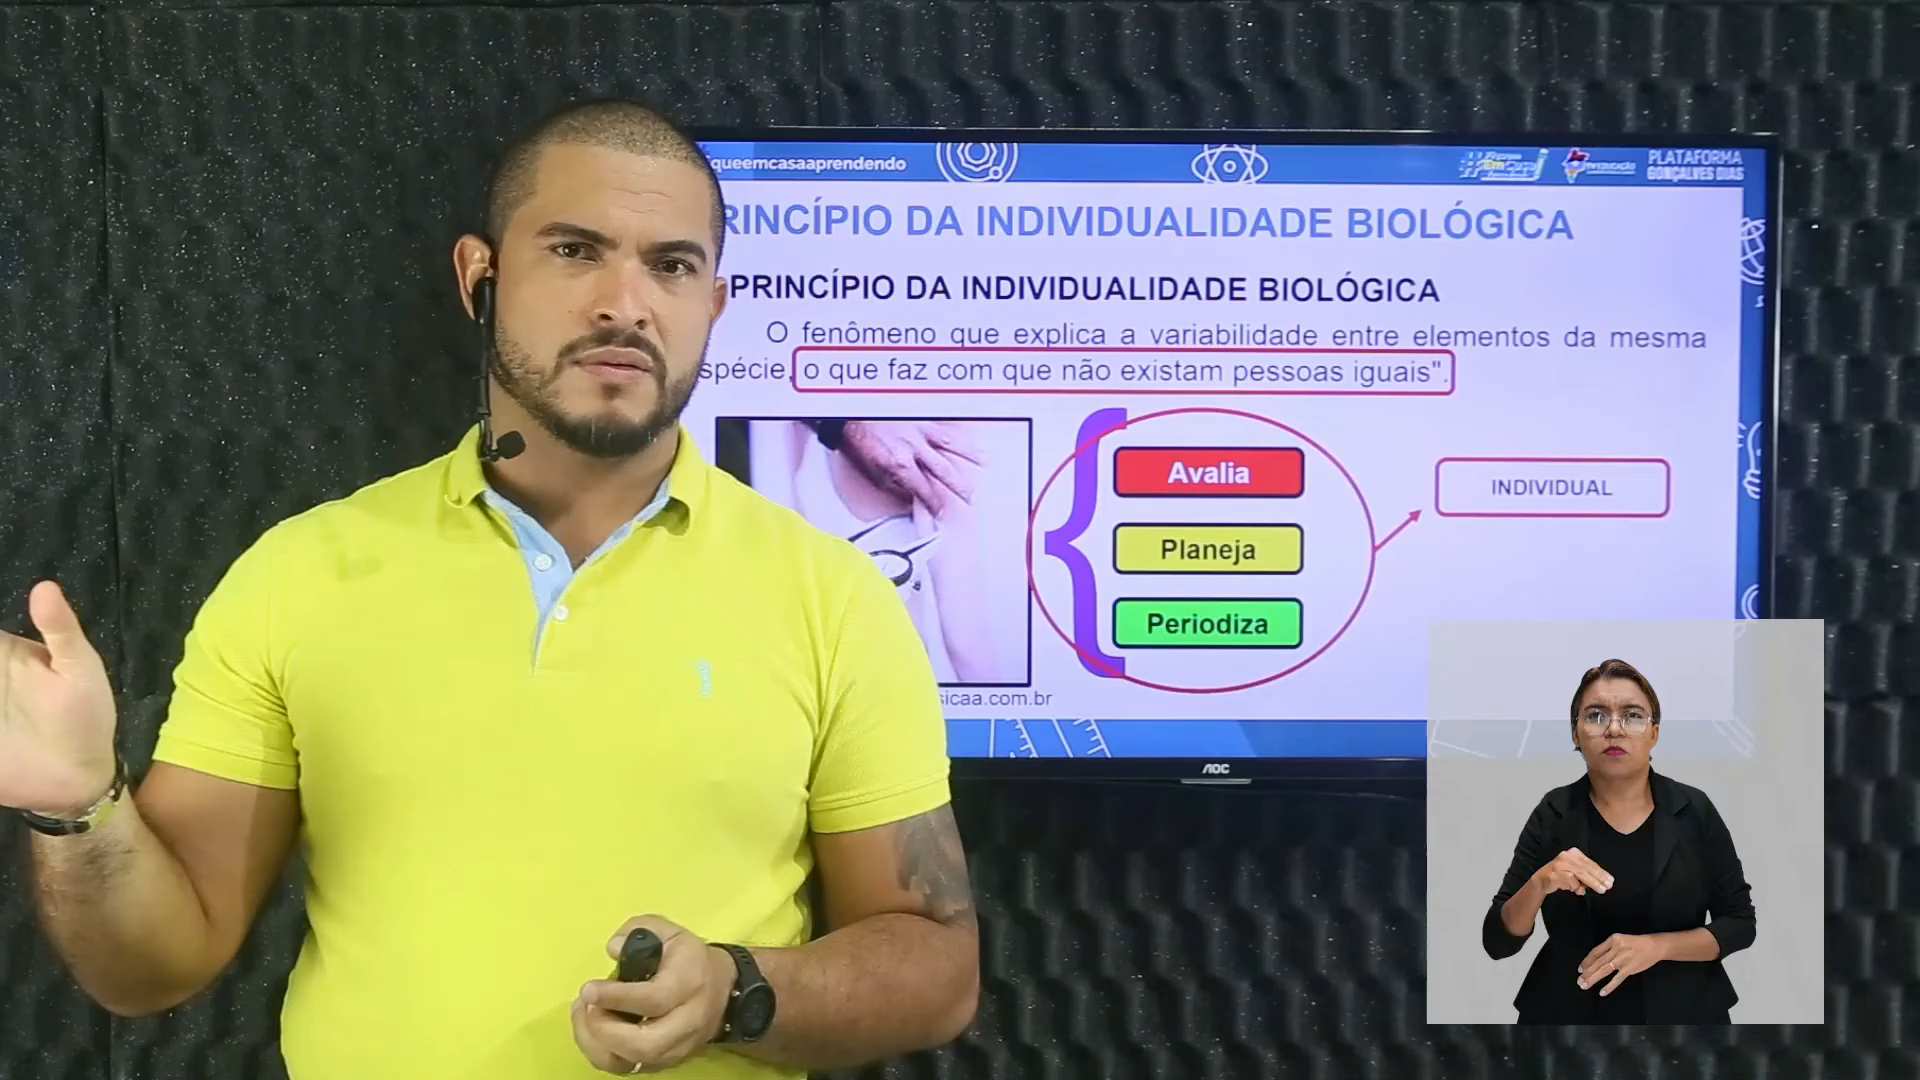 iqueemcasaaprendendo
PLATAFORMA
GONÇALVES DIAS
RINCÍPIO DA INDIVIDUALIDADE BIOLÓGICA
PRINCÍPIO DA INDIVIDUALIDADE BIOLÓGICA
O fenômeno que explica a variabilidade entre elementos da mesma
spécie, o que faz com que não existam pessoas iguais".
Avalia
INDIVIDUAL
Planeja
Periodiza
sicaa.com.br
AOC